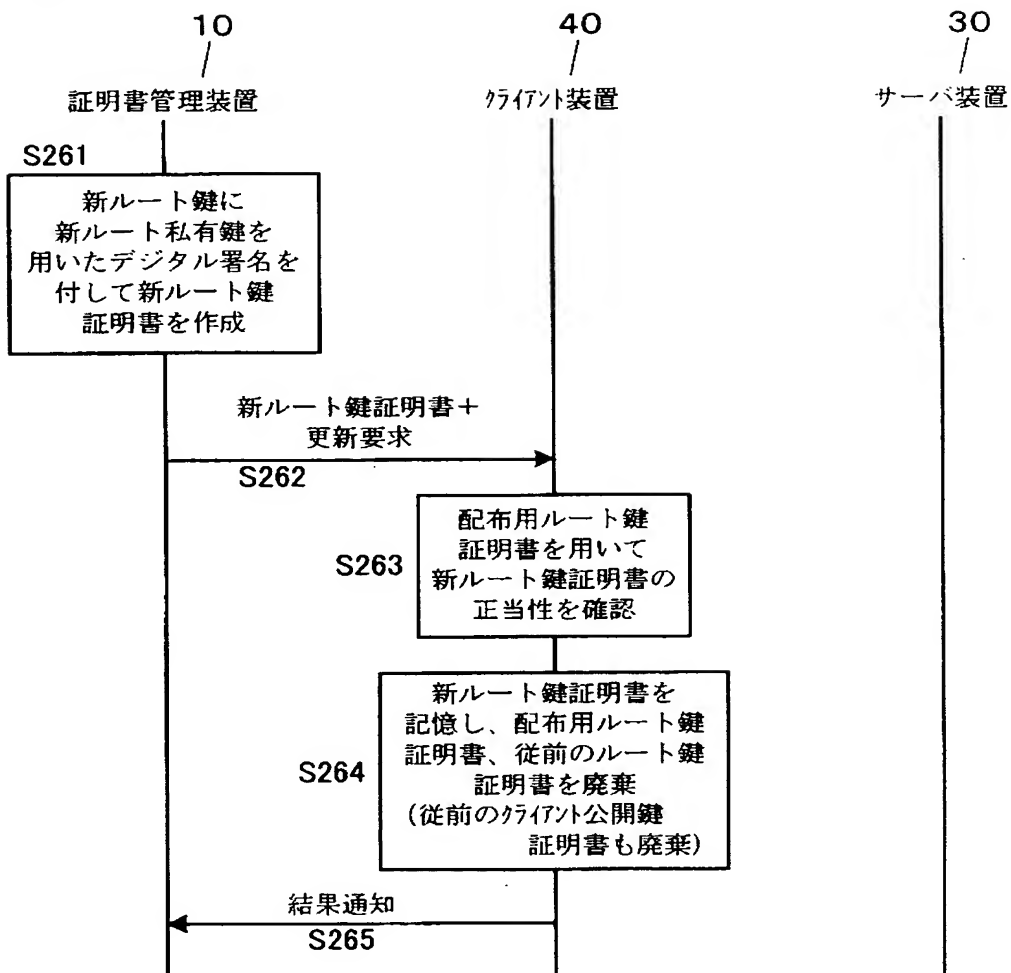 10
40
30
証明書管理装置
クライアント装置
サーバ装置
S261
新ルート鍵に
新ルート私有鍵を
用いたデジタル署名を
付して新ルート鍵
証明書を作成
新ルート鍵証明書＋
更新要求
S262
配布用ルート鍵
証明書を用いて
新ルート鍵証明書の
正当性を確認
S263
新ルート鍵証明書を
記憶し、配布用ルート鍵
証明書、従前のルート鍵
証明書を廃棄
(従前のクライアント公開鍵
証明書も廃棄)
S264
結果通知
S265